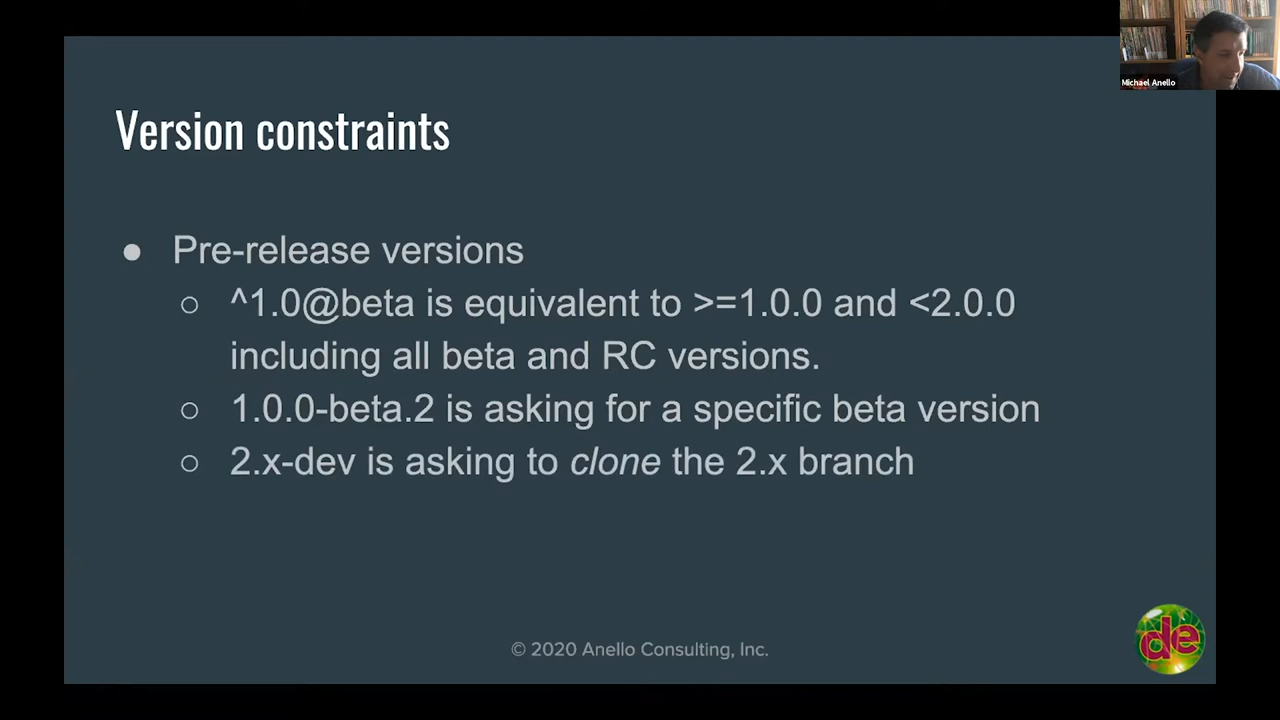 Michael Anello
Version constraints
● Pre-release versions
○ ^1.0@beta is equivalent to >=1.0.0 and <2.0.0
including all beta and RC versions.
○ 1.0.0-beta.2 is asking for a specific beta version
○ 2.x-dev is asking to clone the 2.x branch
© 2020 Anello Consulting, Inc.
de